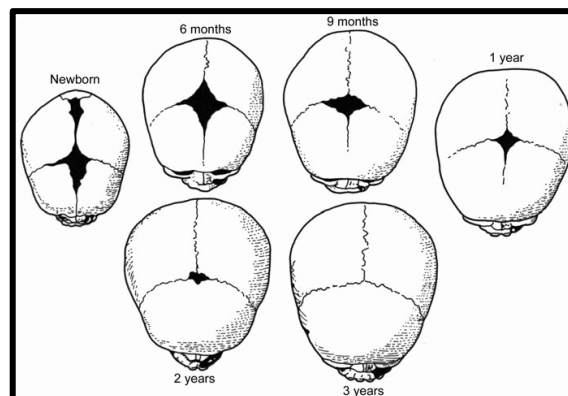 Newborn
6 months
9 months
1 year
2 years
3 years